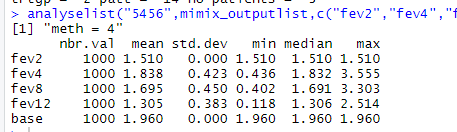 > analyselist("5456",mimix_outputlist,c("fev2","fev4","f
[1] "meth = 4"
nbr.val mean std.dev min median max
fev2 1000 1.510 0.000 1.510 1.510 1.510
fev4 1000 1.838 0.423 0.436 1.832 3.555
fev8 1000 1.695 0.450 0.402 1.691 3.303
fev12 1000 1.305 0.383 0.118 1.306 2.514
base 1000 1.960 0.000 1.960 1.960 1.960